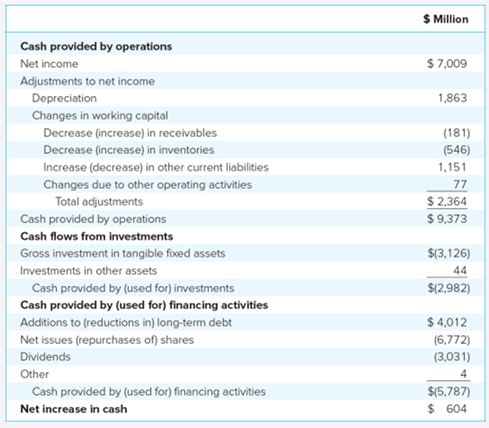 $ Million
Cash provided by operations
Net income $ 7,009
Adjustments to net income
Depreciation 1,863
Changes in working capital
Decrease (increase) in receivables (181)
Decrease (increase) in inventories (546)
Increase (decrease) in other current liabilities 1,151
Changes due to other operating activities 77
Total adjustments $ 2,364
Cash provided by operations $ 9,373
Cash flows from investments
Gross investment in tangible fixed assets $(3,126)
Investments in other assets 44
Cash provided by (used for) investments $(2,982)
Cash provided by (used for) financing activities
Additions to (reductions in) long-term debt $ 4,012
Net issues (repurchases of) shares (6,772)
Dividends (3,031)
Other 4
Cash provided by (used for) financing activities $(5,787)
Net increase in cash $ 604